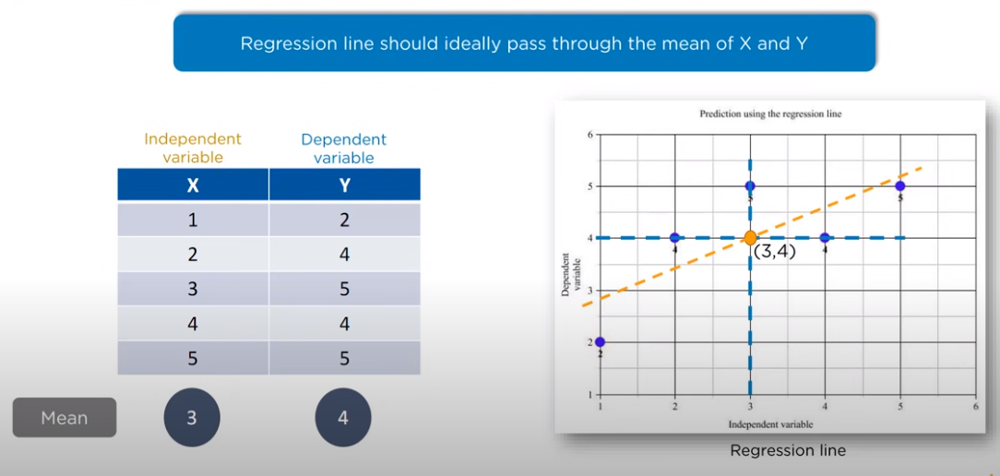 Regression line should ideally pass through the mean of X and Y
Independent
variable
Dependent
variable
X Y
1 2
2 4
3 5
4 4
5 5
Mean 3 4
Prediction using the regression line
6
5
4
3
2
1
5
5
4
4
2
(3,4)
Dependent
variable
1 2 3 4 5 6
Independent variable
Regression line